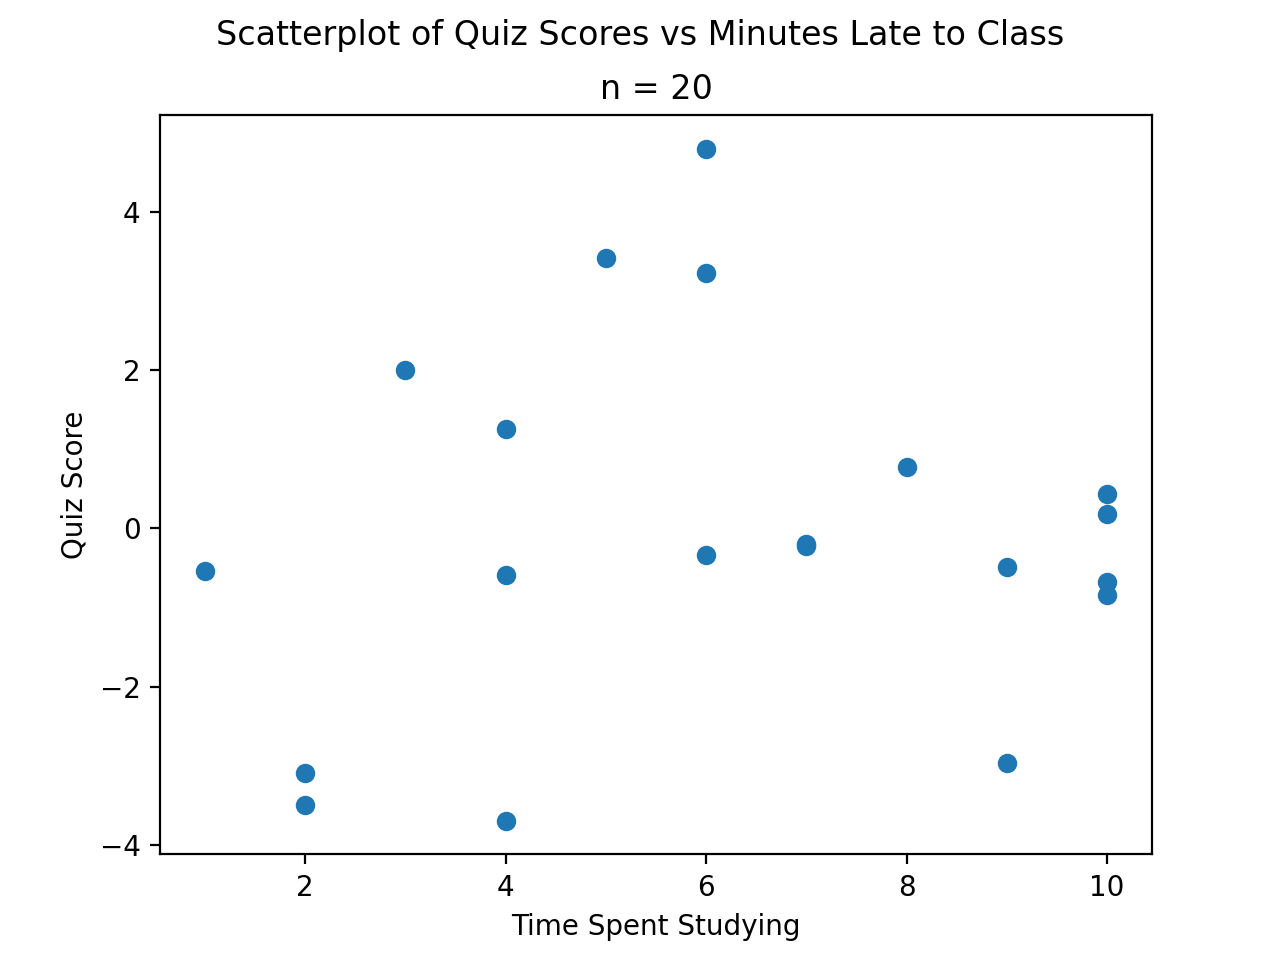 Scatterplot of Quiz Scores vs Minutes Late to Class
n = 20
4
2
0
−2
−4
Quiz Score
2 4 6 8 10
Time Spent Studying